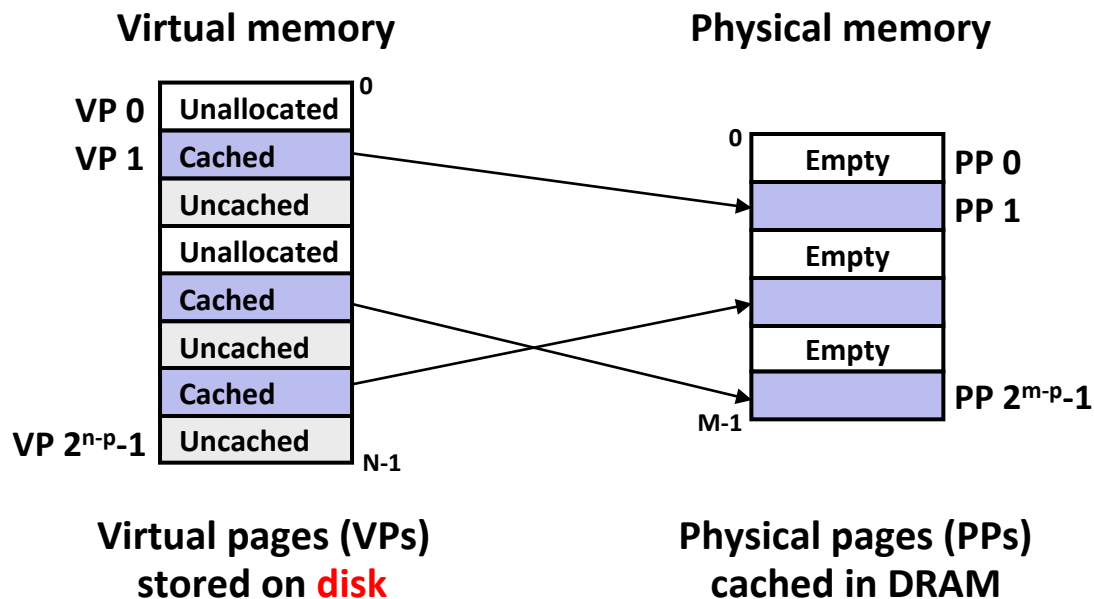 Virtual memory
Physical memory
0
VP 0 Unallocated
VP 1 Cached
Uncached
Unallocated
Cached
Uncached
Cached
VP 2ⁿ⁻ᵖ-1 Uncached
N-1
0
Empty PP 0
PP 1
Empty
Empty
PP 2ᵐ⁻ᵖ-1
M-1
Virtual pages (VPs)
stored on disk
Physical pages (PPs)
cached in DRAM